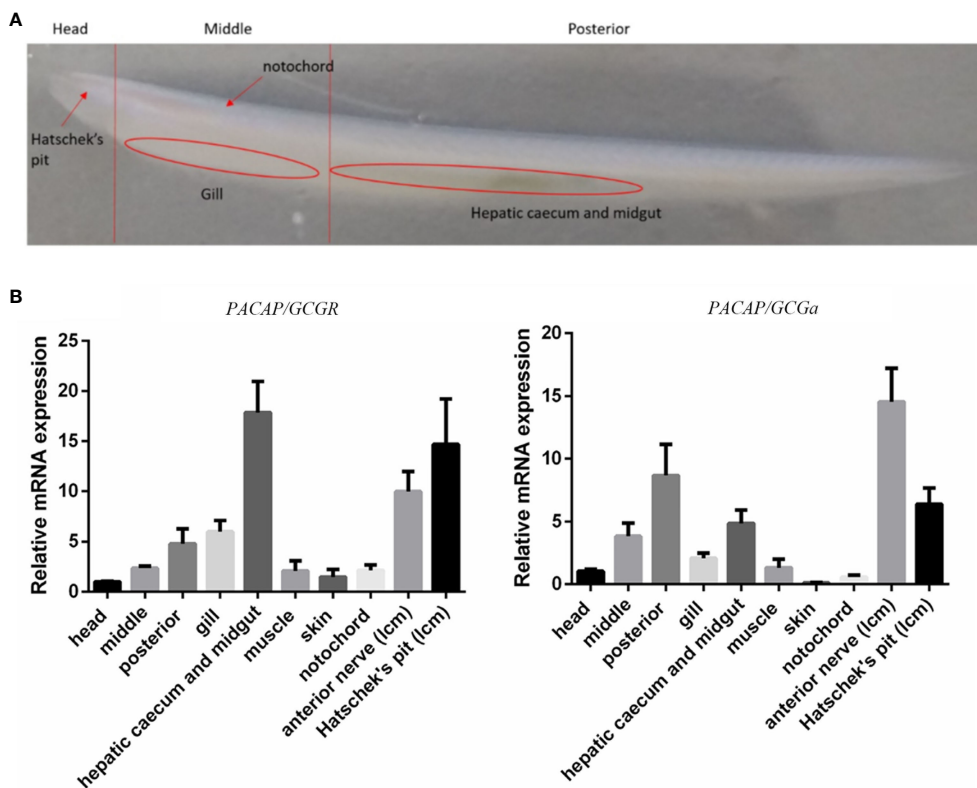 A
Head
Middle
Posterior
notochord
Hatschek's
pit
Gill
Hepatic caecum and midgut
B
PACAP/GCGR
Relative mRNA expression
25
20
15
10
5
0
head
middle
posterior
gill
hepatic caecum and midgut
muscle
skin
notochord
anterior nerve (lcm)
Hatschek's pit (lcm)
PACAP/GCGa
Relative mRNA expression
20
15
10
5
0
head
middle
posterior
gill
hepatic caecum and midgut
muscle
skin
notochord
anterior nerve (lcm)
Hatschek's pit (lcm)